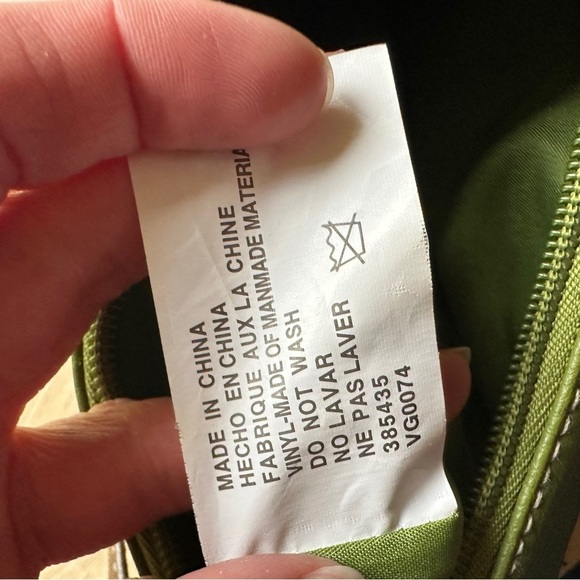 MADE IN CHINA
HECHO EN CHINA
FABRIQUE AUX LA CHINE
VINYL-MADE OF MANMADE MATERIA
DO NOT WASH
NO LAVAR
NE PAS LAVER
385435
VG0074